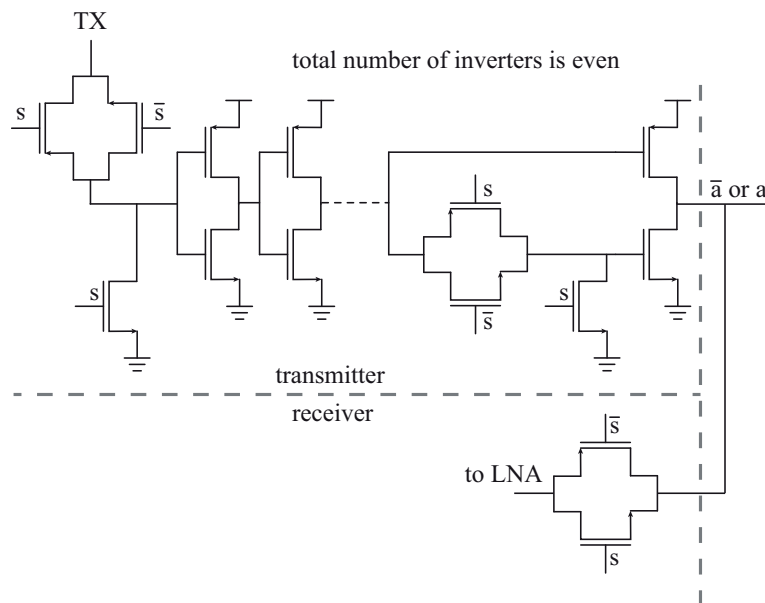 TX
total number of inverters is even
s
s̅
s
a̅ or a
s
s
s̅
transmitter
receiver
s̅
to LNA
s